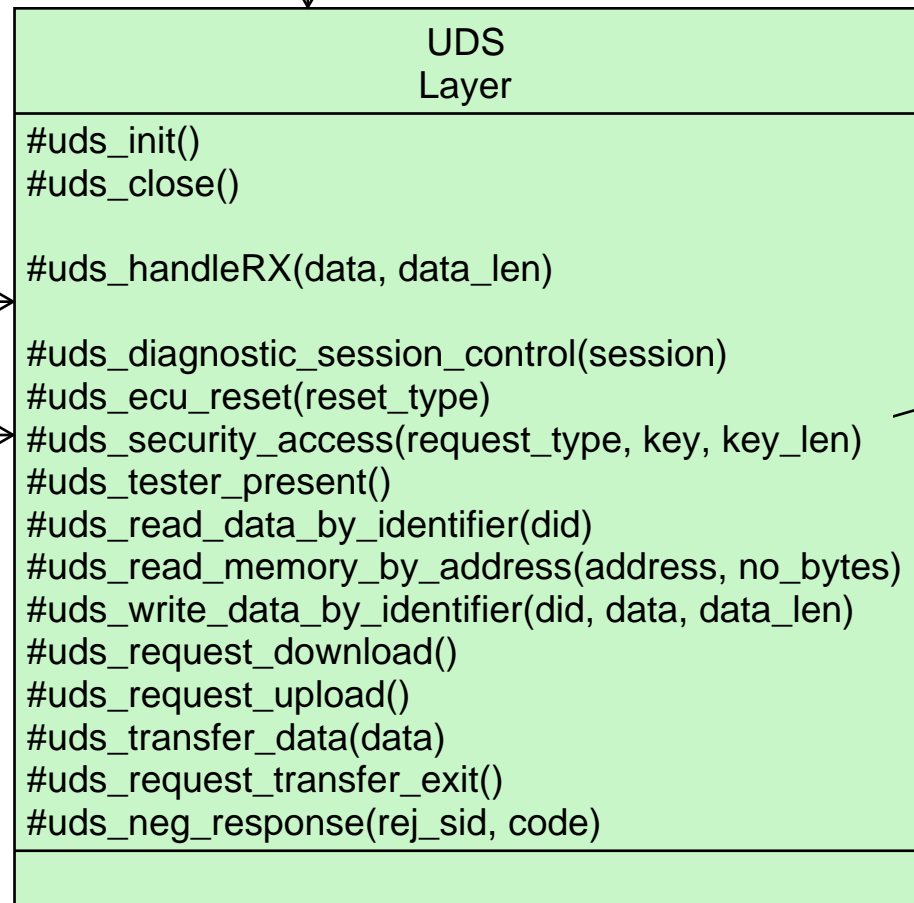 UDS
Layer
#uds_init()
#uds_close()
#uds_handleRX(data, data_len)
#uds_diagnostic_session_control(session)
#uds_ecu_reset(reset_type)
#uds_security_access(request_type, key, key_len)
#uds_tester_present()
#uds_read_data_by_identifier(did)
#uds_read_memory_by_address(address, no_bytes)
#uds_write_data_by_identifier(did, data, data_len)
#uds_request_download()
#uds_request_upload()
#uds_transfer_data(data)
#uds_request_transfer_exit()
#uds_neg_response(rej_sid, code)